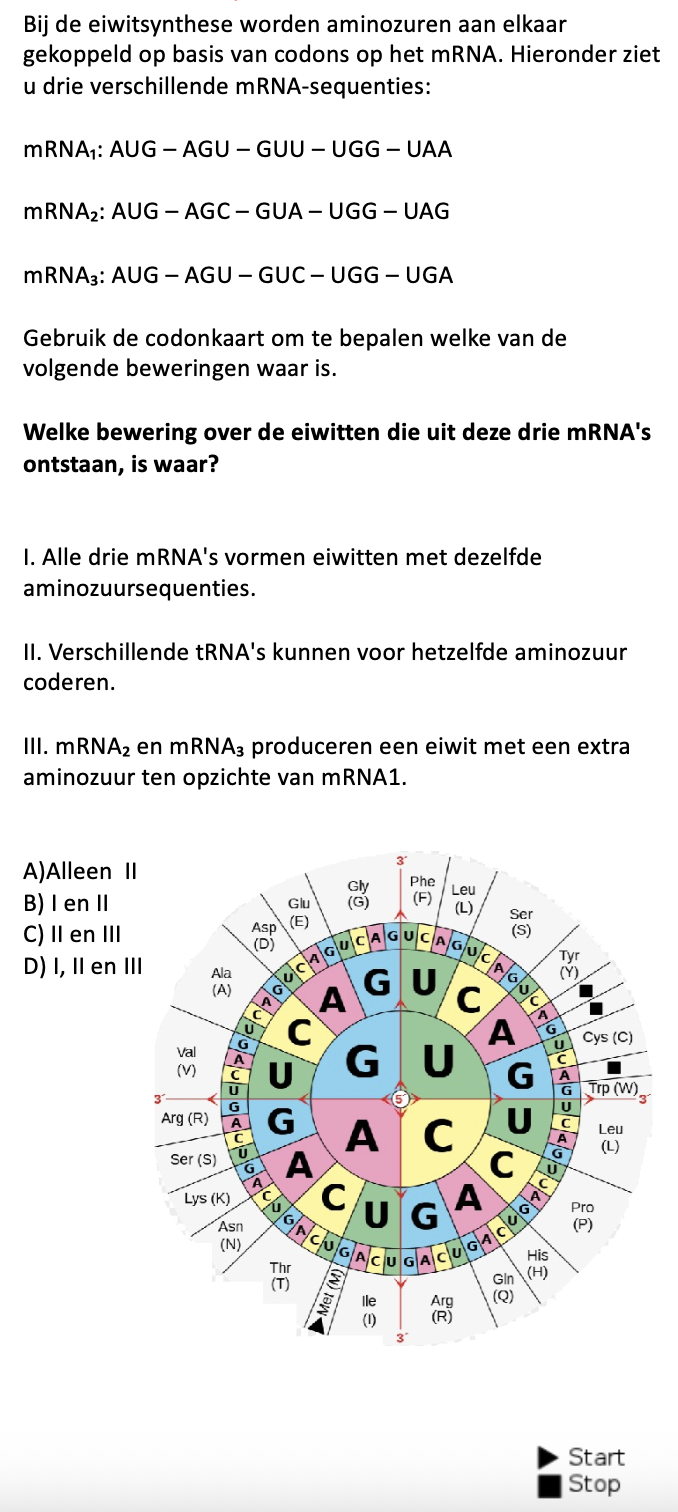 Bij de eiwitsynthese worden aminozuren aan elkaar
gekoppeld op basis van codons op het mRNA. Hieronder ziet
u drie verschillende mRNA-sequenties:
mRNA₁: AUG – AGU – GUU – UGG – UAA
mRNA₂: AUG – AGC – GUA – UGG – UAG
mRNA₃: AUG – AGU – GUC – UGG – UGA
Gebruik de codonkaart om te bepalen welke van de
volgende beweringen waar is.
Welke bewering over de eiwitten die uit deze drie mRNA's
ontstaan, is waar?
I. Alle drie mRNA's vormen eiwitten met dezelfde
aminozuursequenties.
II. Verschillende tRNA's kunnen voor hetzelfde aminozuur
coderen.
III. mRNA₂ en mRNA₃ produceren een eiwit met een extra
aminozuur ten opzichte van mRNA1.
A)Alleen II
B) I en II
C) II en III
D) I, II en III
3´
Gly
(G)
Phe
(F)
Leu
(L)
Ser
(S)
Tyr
(Y)
Cys (C)
Trp (W)
3´
Leu
(L)
Pro
(P)
His
(H)
Gln
(Q)
Arg
(R)
3´
Ile
(I)
Met (M)
Thr
(T)
Asn
(N)
Lys (K)
Ser (S)
Arg (R)
3´
Val
(V)
Ala
(A)
Asp
(D)
Glu
(E)
G U C A G U C A G U C A G U C A
G U C A G U C A G U C A G U C A
G U C A G U C A G U C A G U C A
G U C A G U C A G U C A G U C A
G U C A
G U C A
G U C A
G U C A
G U
A C
5´
Start
Stop